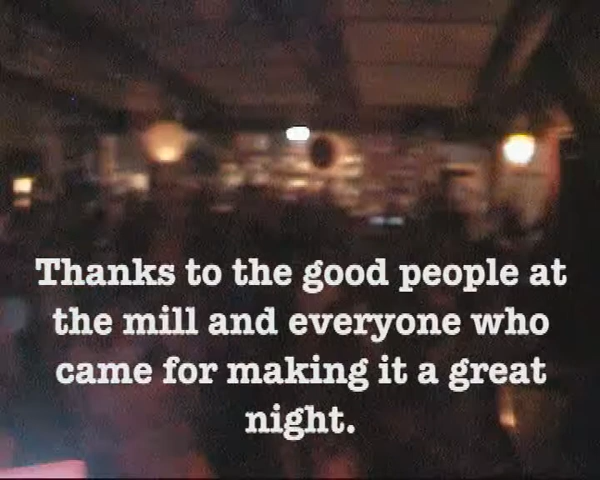 Thanks to the good people at
the mill and everyone who
came for making it a great
night.